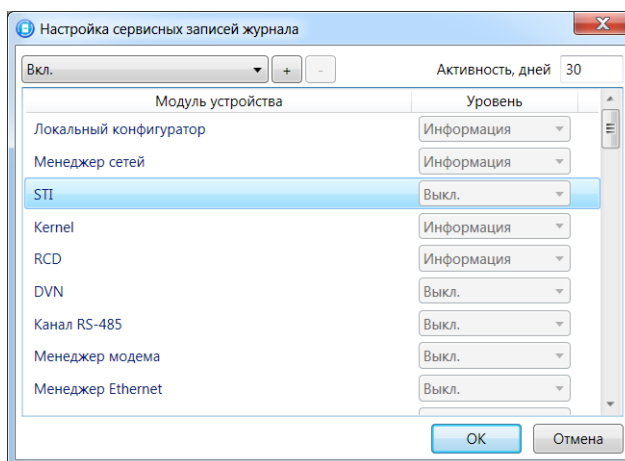 Настройка сервисных записей журнала
Вкл. + - Активность, дней 30
Модуль устройства Уровень
Локальный конфигуратор Информация
Менеджер сетей Информация
STI Выкл.
Kernel Информация
RCD Информация
DVN Выкл.
Канал RS-485 Выкл.
Менеджер модема Выкл.
Менеджер Ethernet Выкл.
OK Отмена